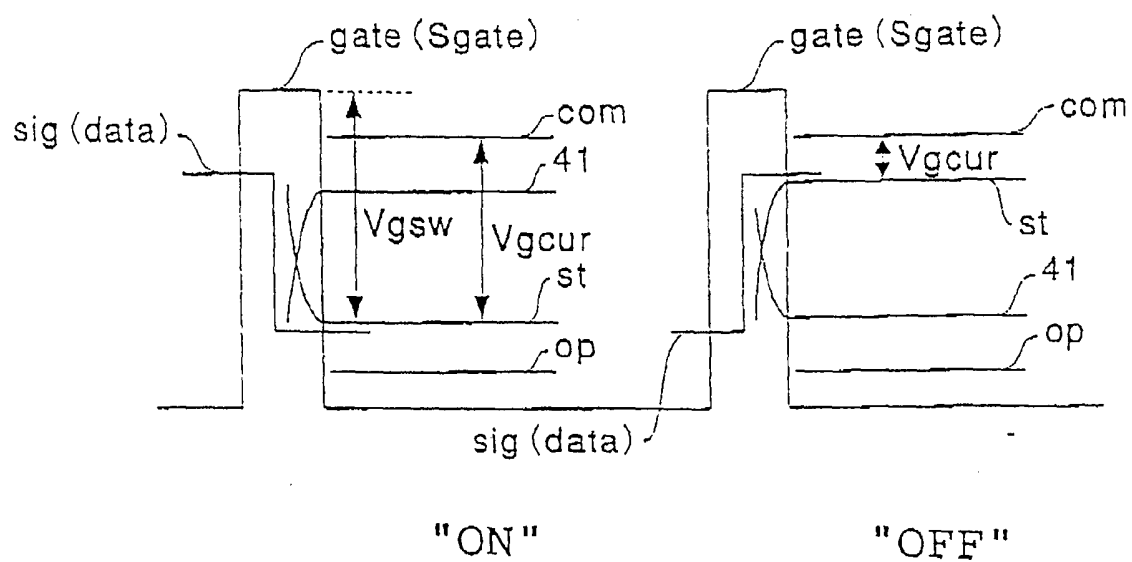 gate (Sgate)
gate (Sgate)
sig (data)
com
com
41
Vgcur
Vgsw
Vgcur
st
st
41
op
op
sig (data)
"ON"
"OFF"